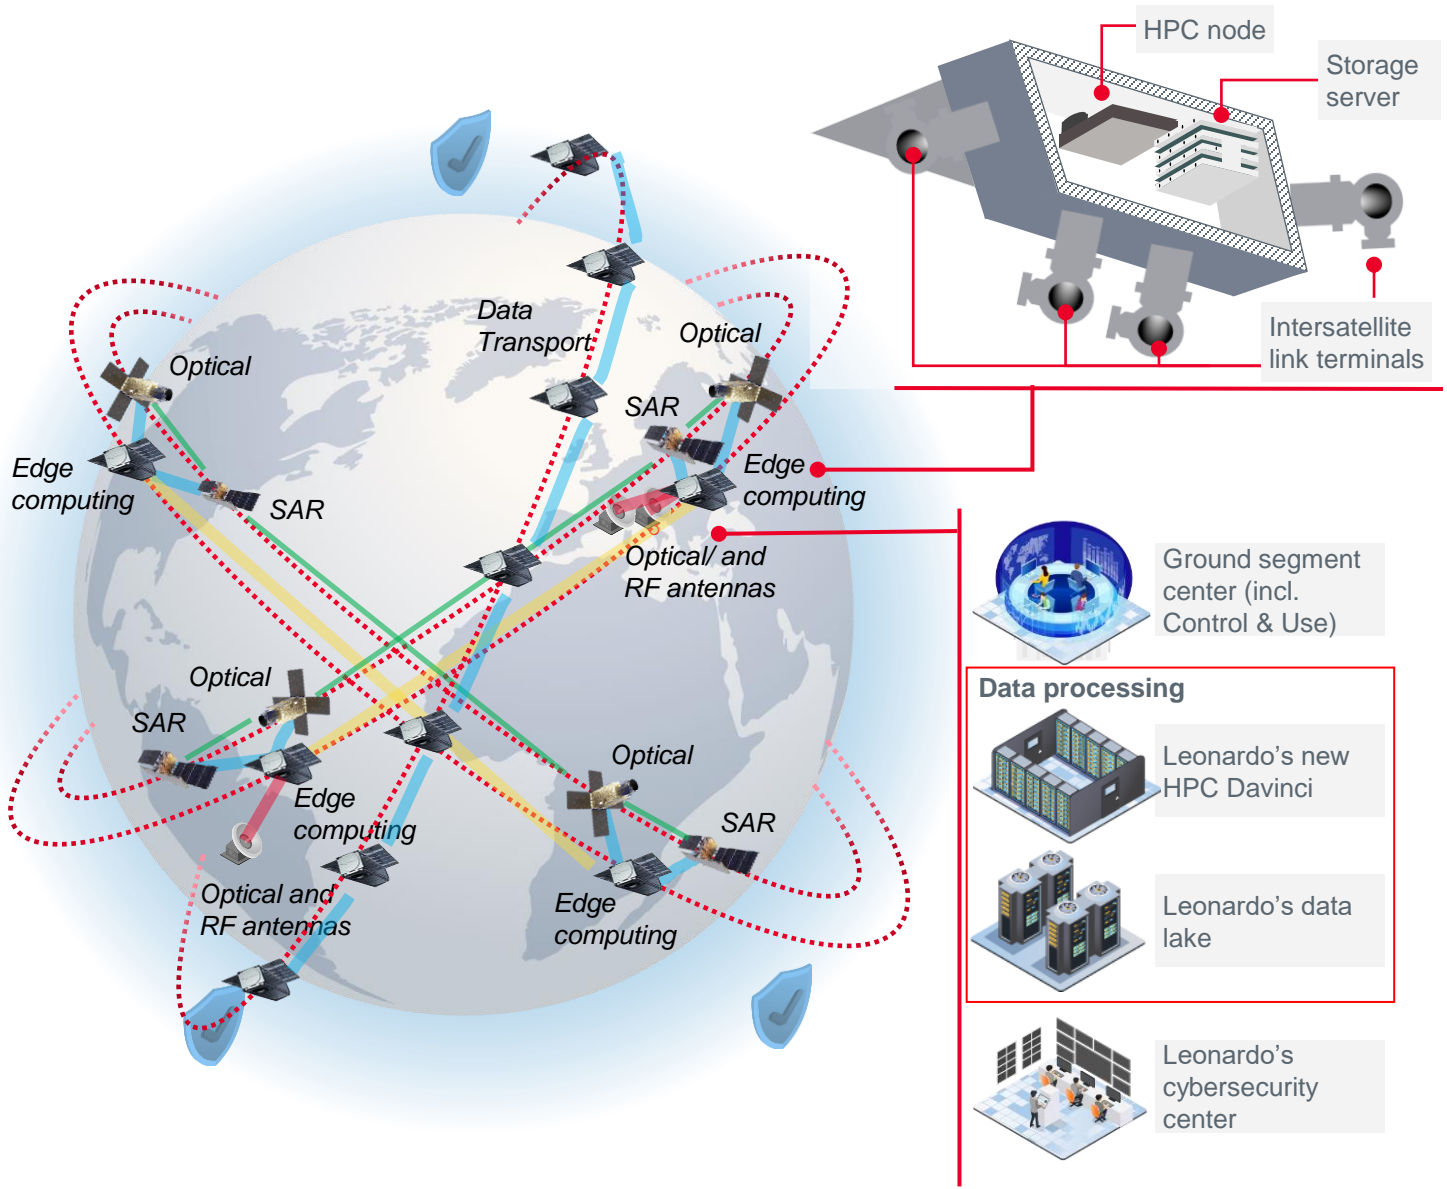 HPC node
Storage
server
Intersatellite
link terminals
Data
Transport
Optical
SAR
Edge
computing
Optical/ and
RF antennas
Optical
Edge
computing
SAR
Optical
SAR
Edge
computing
Optical and
RF antennas
Optical
SAR
Edge
computing
Ground segment
center (incl.
Control & Use)
Data processing
Leonardo’s new
HPC Davinci
Leonardo’s data
lake
Leonardo’s
cybersecurity
center